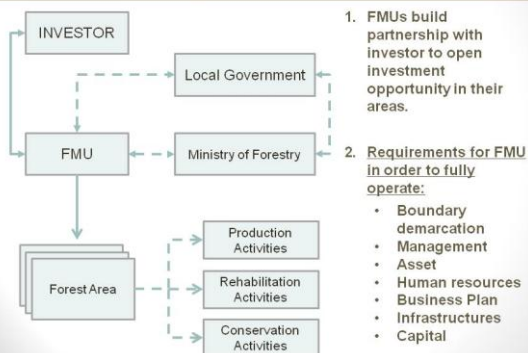 INVESTOR
Local Government
FMU
Ministry of Forestry
Forest Area
Production
Activities
Rehabilitation
Activities
Conservation
Activities
1. FMUs build
partnership with
investor to open
investment
opportunity in their
areas.
2. Requirements for FMU
in order to fully
operate:
• Boundary
demarcation
• Management
• Asset
• Human resources
• Business Plan
• Infrastructures
• Capital